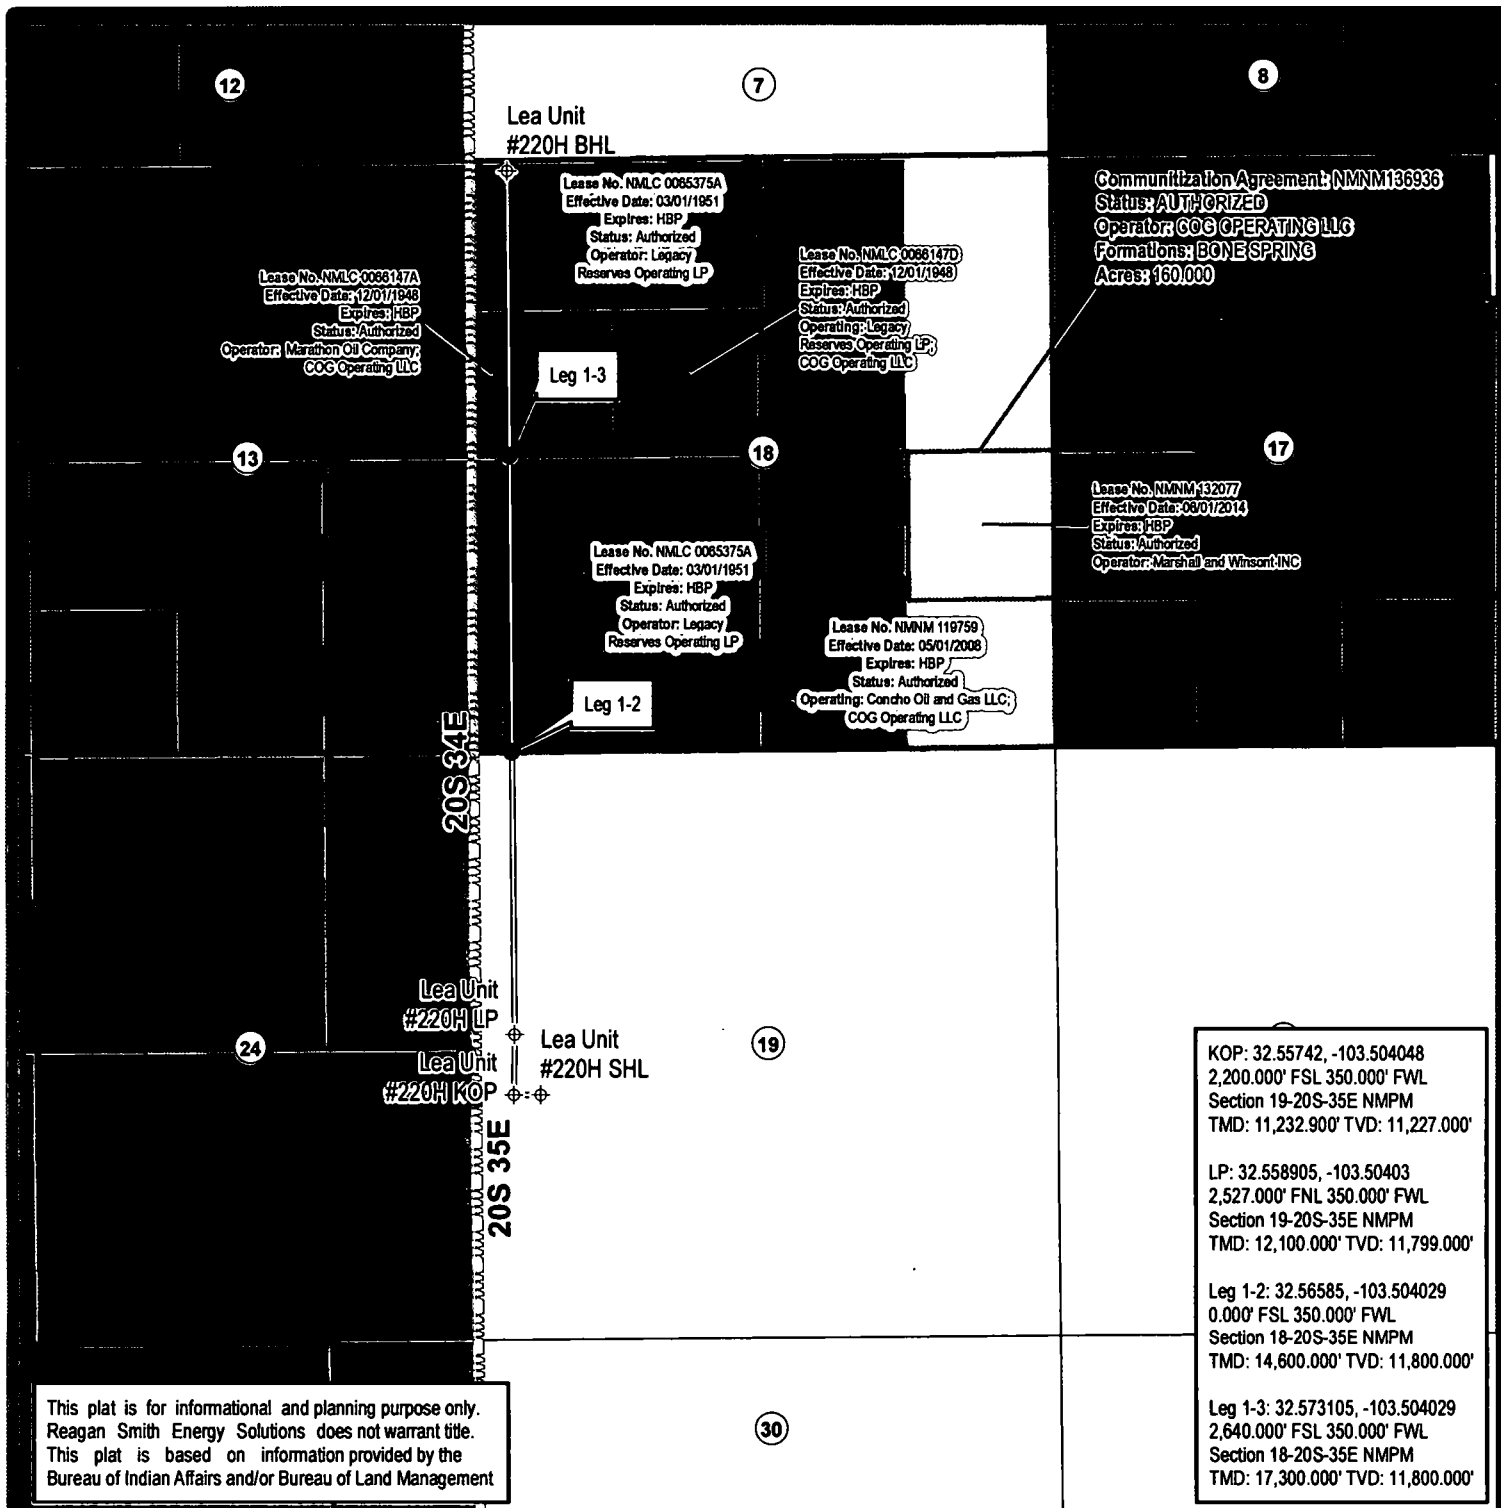 12
7
8
Lea Unit
#220H BHL
Lease No. NMLC 0065375A
Effective Date: 03/01/1951
Expires: HBP
Status: Authorized
Operator: Legacy
Reserves Operating LP
Communitization Agreement: NMNM136936
Status: AUTHORIZED
Operator: COG OPERATING LLC
Formations: BONE SPRING
Acres: 160.000
Lease No. NMLC 0066147A
Effective Date: 12/01/1948
Expires: HBP
Status: Authorized
Operator: Marathon Oil Company;
COG Operating LLC
Lease No. NMLC 0066147D
Effective Date: 12/01/1948
Expires: HBP
Status: Authorized
Operating: Legacy
Reserves Operating LP;
COG Operating LLC
Leg 1-3
13
18
17
Lease No. NMNM 132077
Effective Date: 06/01/2014
Expires: HBP
Status: Authorized
Operator: Marshall and Winsont INC
Lease No. NMLC 0065375A
Effective Date: 03/01/1951
Expires: HBP
Status: Authorized
Operator: Legacy
Reserves Operating LP
Lease No. NMNM 119759
Effective Date: 05/01/2008
Expires: HBP
Status: Authorized
Operating: Concho Oil and Gas LLC;
COG Operating LLC
Leg 1-2
20S 34E
Lea Unit
#220H LP
Lea Unit
#220H SHL
Lea Unit
#220H KOP
24
19
20S 35E
KOP: 32.55742, -103.504048
2,200.000' FSL 350.000' FWL
Section 19-20S-35E NMPM
TMD: 11,232.900' TVD: 11,227.000'
LP: 32.558905, -103.50403
2,527.000' FNL 350.000' FWL
Section 19-20S-35E NMPM
TMD: 12,100.000' TVD: 11,799.000'
Leg 1-2: 32.56585, -103.504029
0.000' FSL 350.000' FWL
Section 18-20S-35E NMPM
TMD: 14,600.000' TVD: 11,800.000'
Leg 1-3: 32.573105, -103.504029
2,640.000' FSL 350.000' FWL
Section 18-20S-35E NMPM
TMD: 17,300.000' TVD: 11,800.000'
This plat is for informational and planning purpose only.
Reagan Smith Energy Solutions does not warrant title.
This plat is based on information provided by the
Bureau of Indian Affairs and/or Bureau of Land Management
30